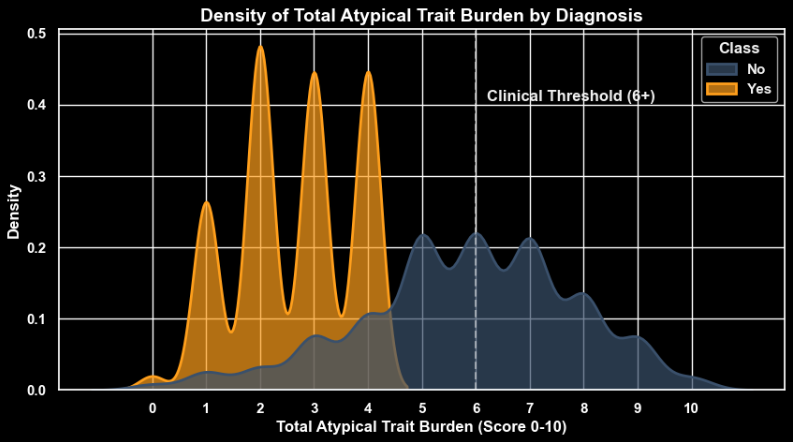 Density of Total Atypical Trait Burden by Diagnosis
Class
No
Yes
Clinical Threshold (6+)
Density
0.5
0.4
0.3
0.2
0.1
0.0
0 1 2 3 4 5 6 7 8 9 10
Total Atypical Trait Burden (Score 0-10)